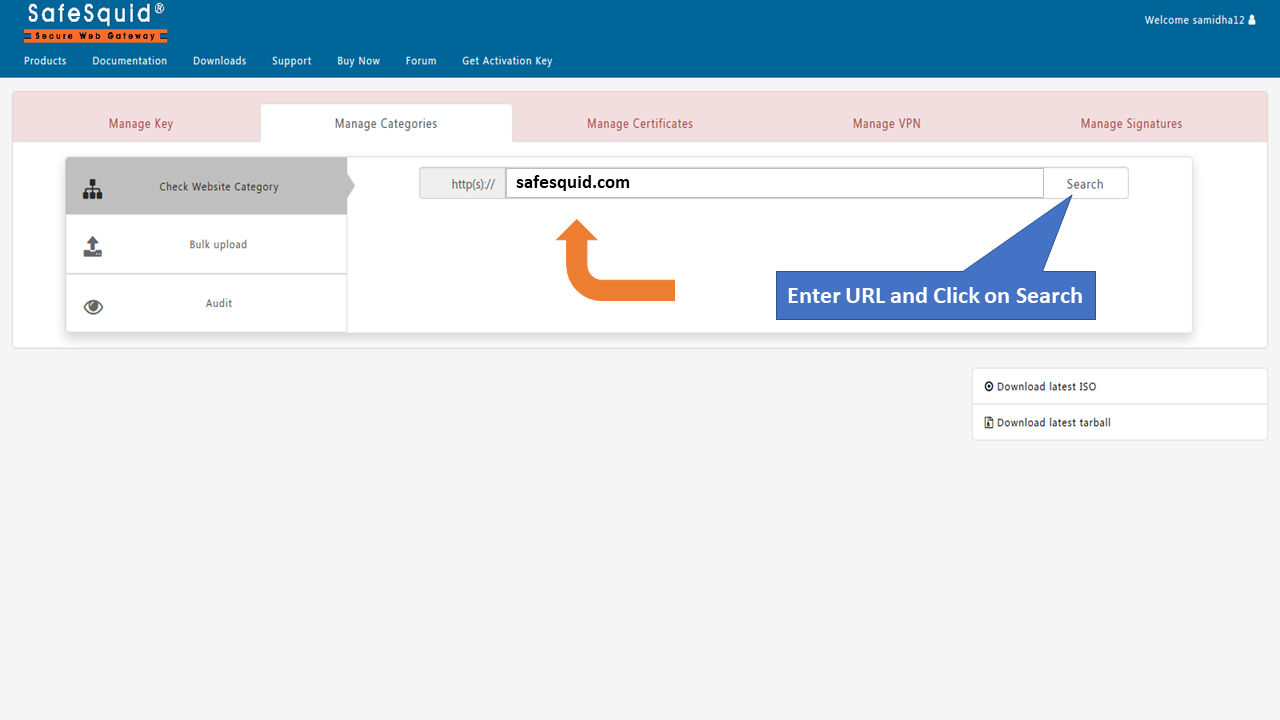 SafeSquid®
Secure Web Gateway
Welcome samidha12
Products Documentation Downloads Support Buy Now Forum Get Activation Key
Manage Key Manage Categories Manage Certificates Manage VPN Manage Signatures
Check Website Category
http(s):// safesquid.com Search
Bulk upload
Enter URL and Click on Search
Audit
Download latest ISO
Download latest tarball